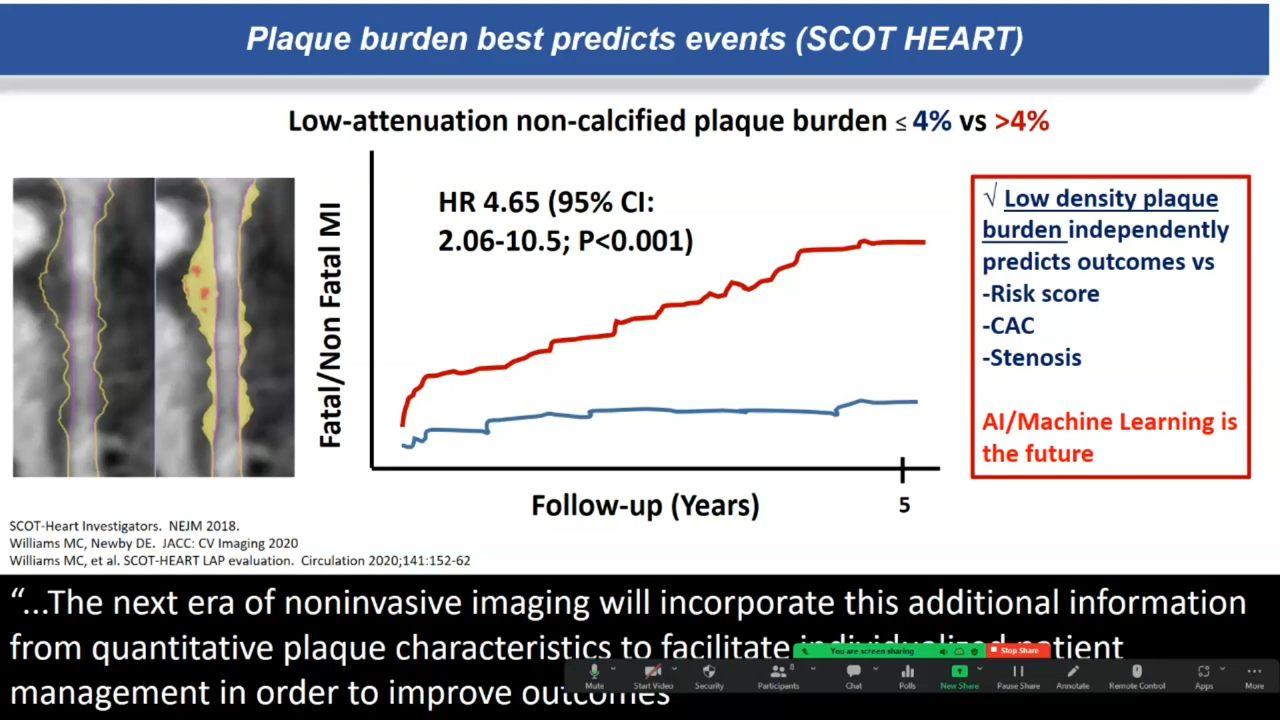 Plaque burden best predicts events (SCOT HEART)
Low-attenuation non-calcified plaque burden ≤ 4% vs >4%
Fatal/Non Fatal MI
HR 4.65 (95% CI:
2.06-10.5; P<0.001)
5
Follow-up (Years)
√ Low density plaque
burden independently
predicts outcomes vs
-Risk score
-CAC
-Stenosis
AI/Machine Learning is
the future
SCOT-Heart Investigators. NEJM 2018.
Williams MC, Newby DE. JACC: CV Imaging 2020
Williams MC, et al. SCOT-HEART LAP evaluation. Circulation 2020;141:152-62
“...The next era of noninvasive imaging will incorporate this additional information
from quantitative plaque characteristics to facilitate individualized patient
management in order to improve outcomes
You are screen sharing
Stop Share
8
Mute
Start Video
Security
Participants
Chat
Polls
New Share
Pause Share
Annotate
Remote Control
Apps
More